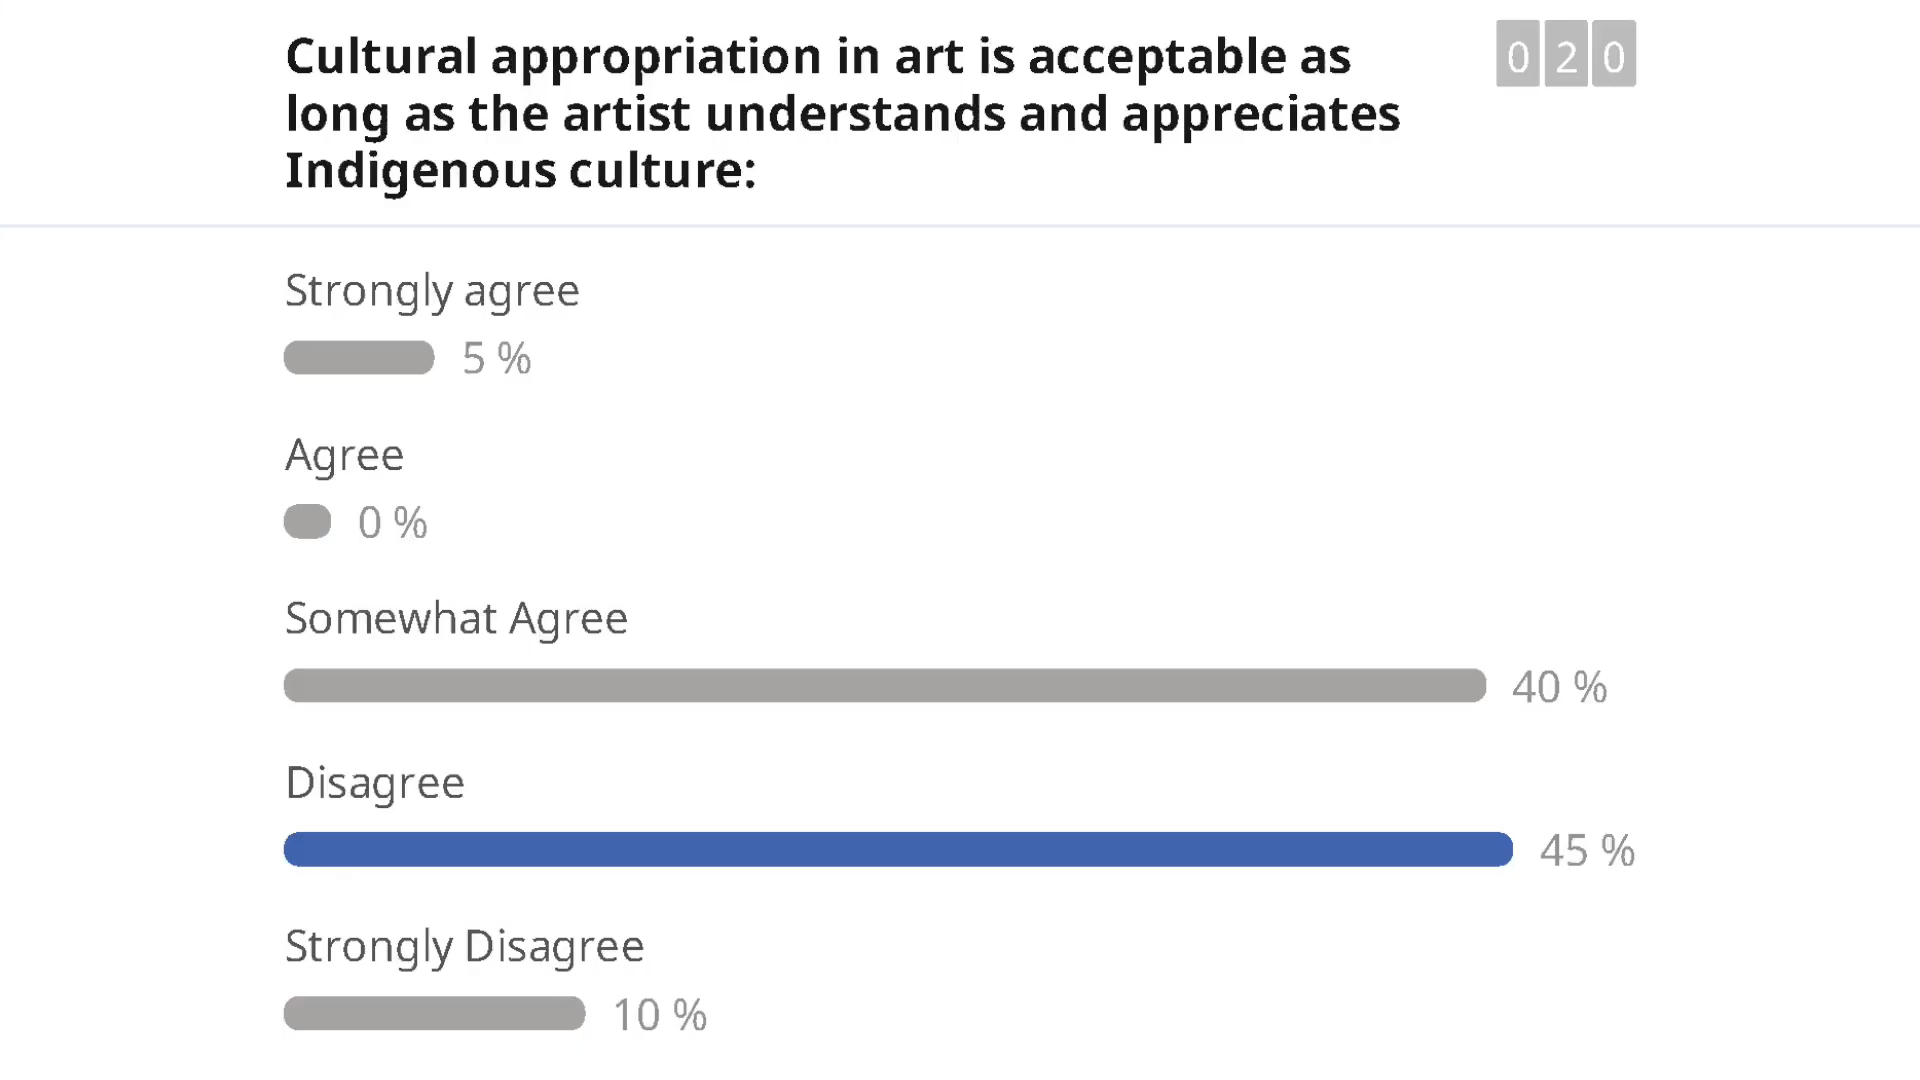 Cultural appropriation in art is acceptable as
long as the artist understands and appreciates
Indigenous culture:
020
Strongly agree
5 %
Agree
0 %
Somewhat Agree
40 %
Disagree
45 %
Strongly Disagree
10 %